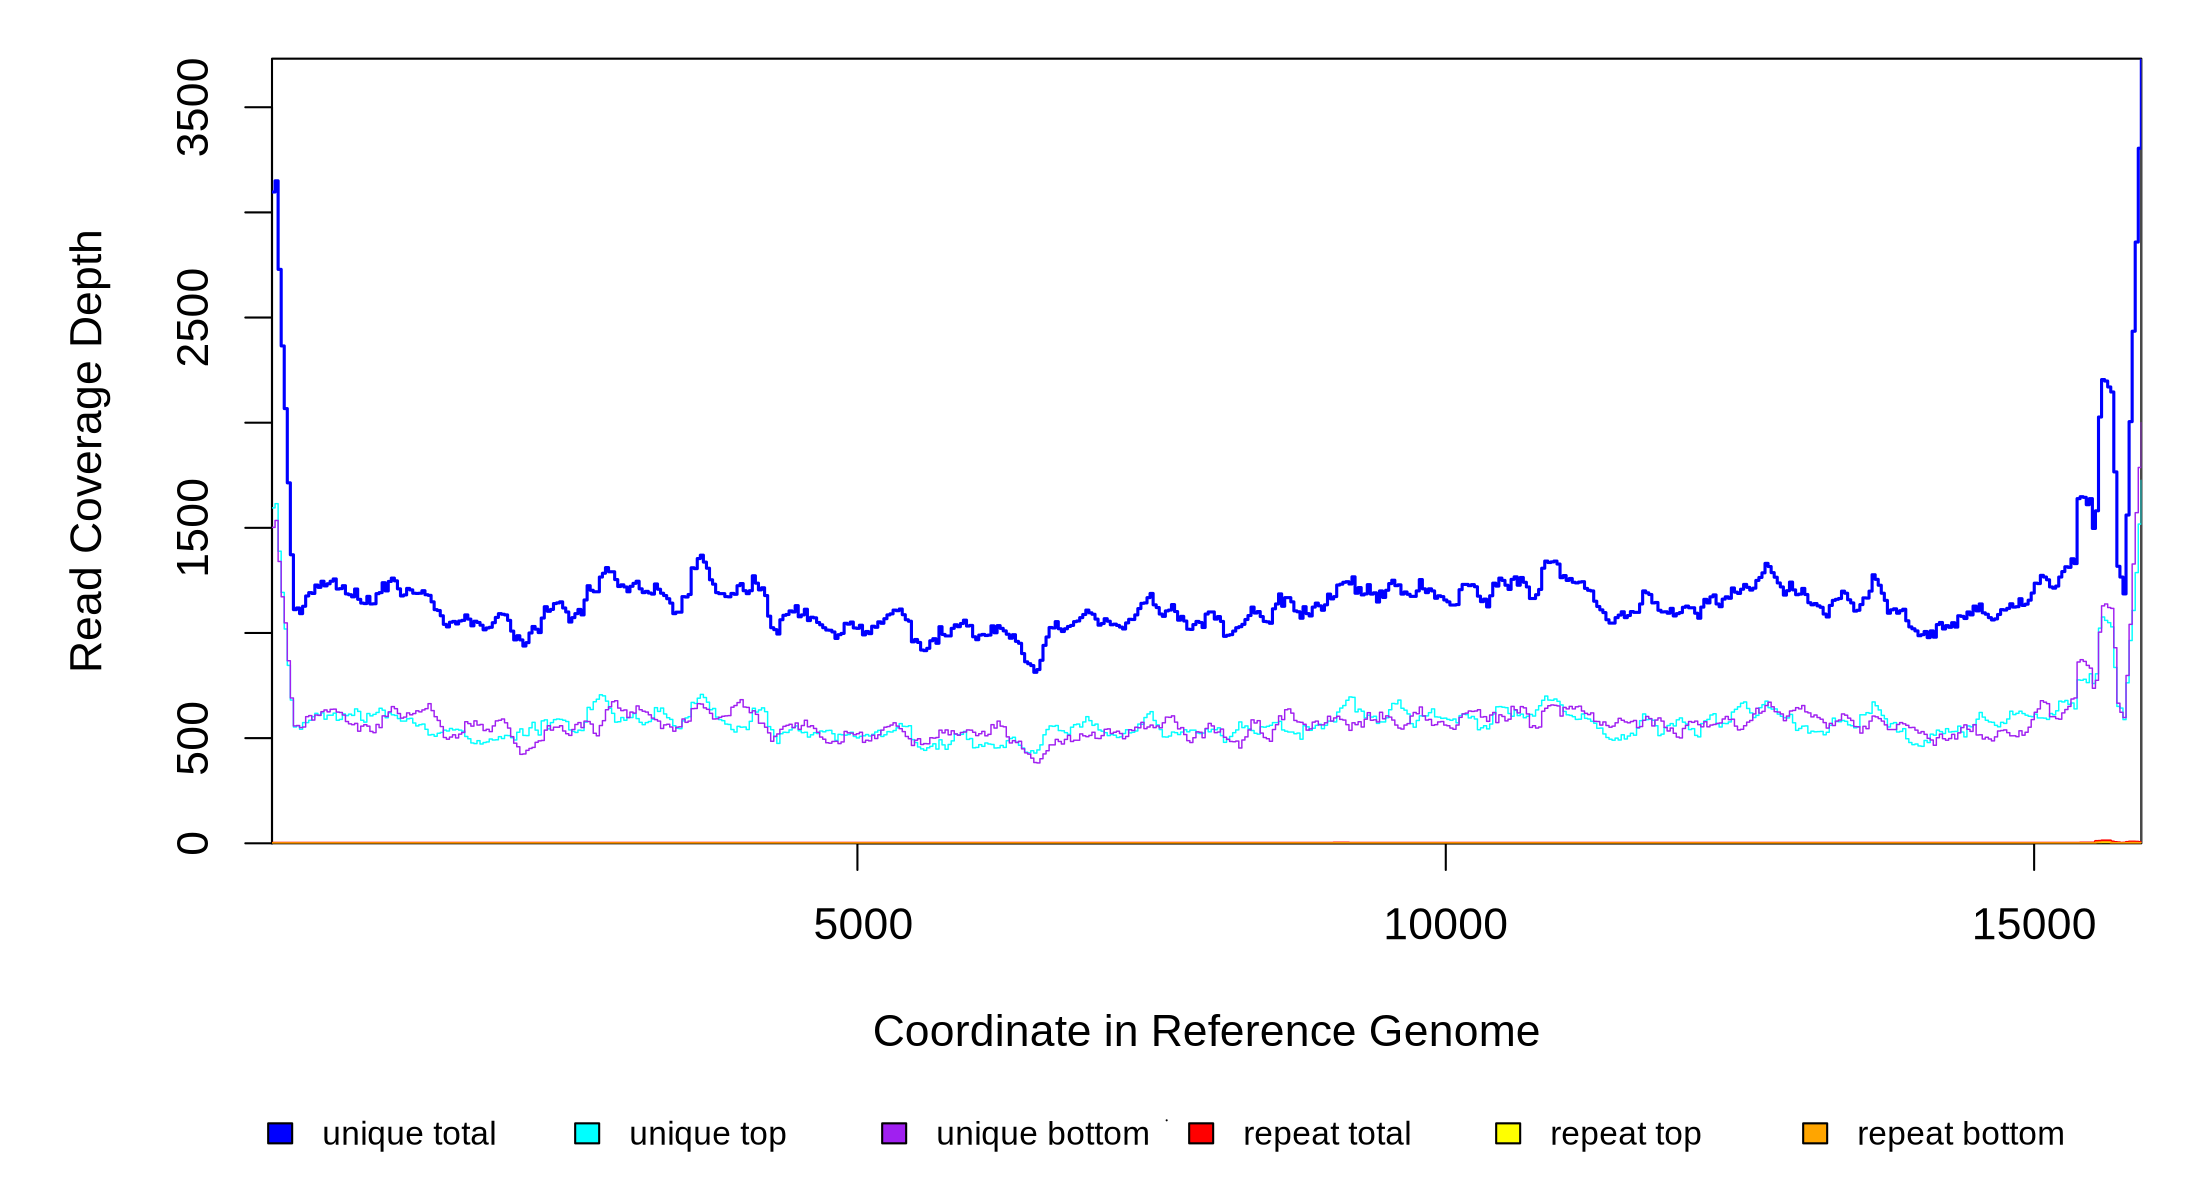 3500
2500
1500
500
0
Read Coverage Depth
5000 10000 15000
Coordinate in Reference Genome
unique total unique top unique bottom repeat total repeat top repeat bottom